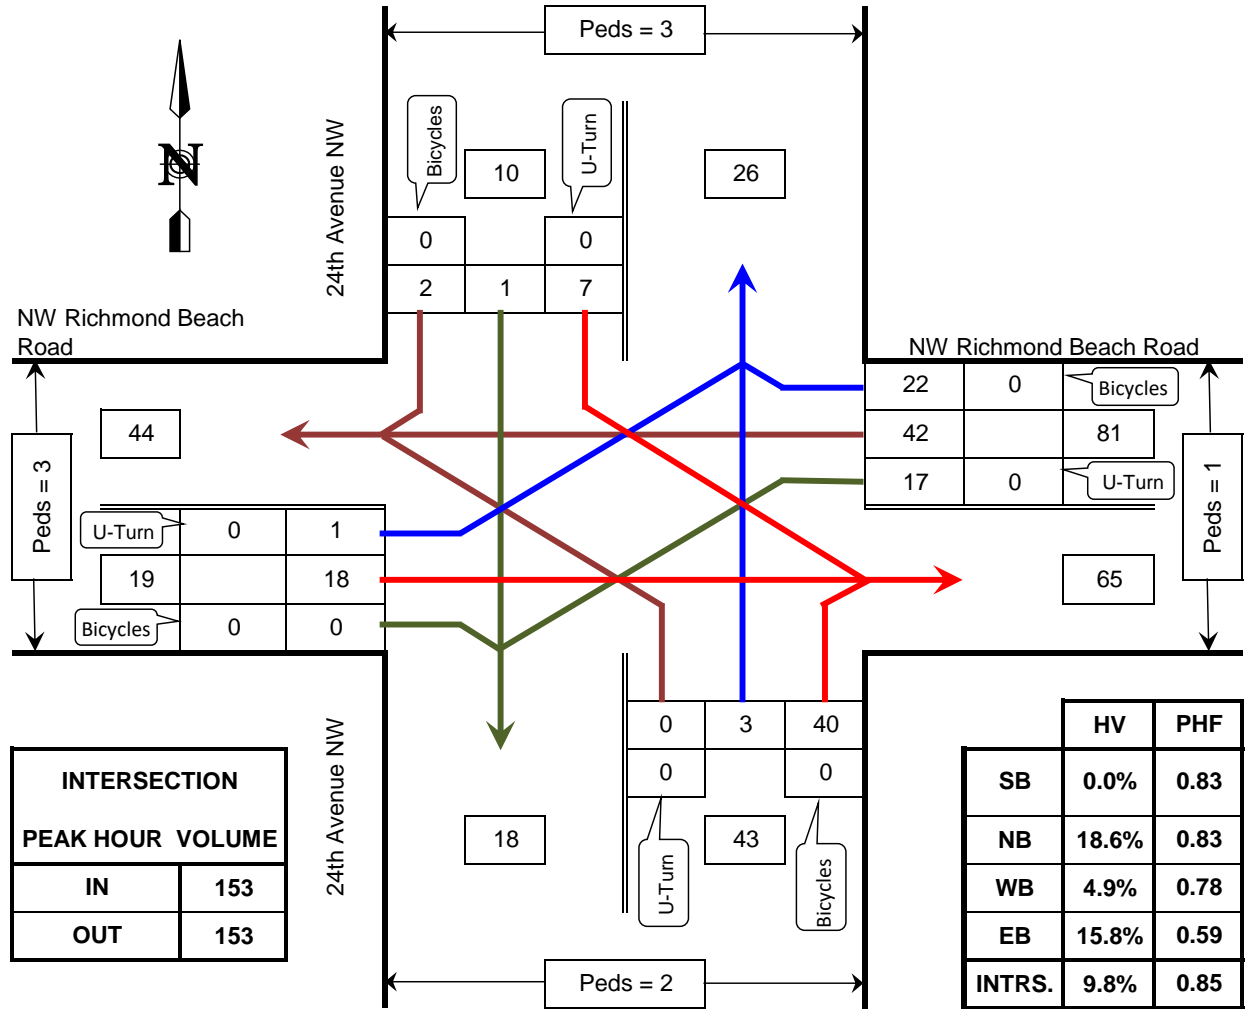 Peds = 3
N
24th Avenue NW
Bicycles
10
U-Turn
26
0
0
2
1
7
NW Richmond Beach
Road
NW Richmond Beach Road
22
0
Bicycles
42
81
17
0
U-Turn
Peds = 1
44
Peds = 3
U-Turn
0
1
19
18
Bicycles
0
0
65
0
3
40
0
0
18
U-Turn
43
Bicycles
24th Avenue NW
INTERSECTION
PEAK HOUR VOLUME
IN 153
OUT 153
HV PHF
SB 0.0% 0.83
NB 18.6% 0.83
WB 4.9% 0.78
EB 15.8% 0.59
INTRS. 9.8% 0.85
Peds = 2